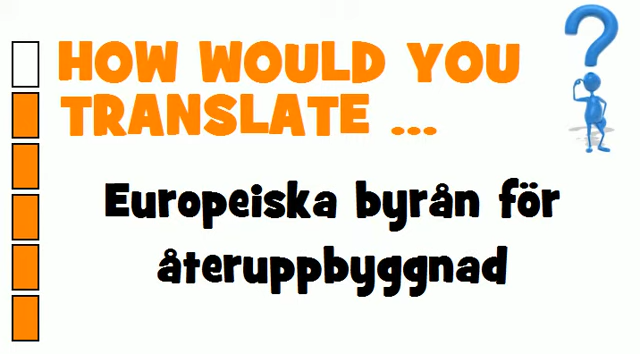 HOW WOULD YOU
TRANSLATE ...
Europeiska byrån för
återuppbyggnad